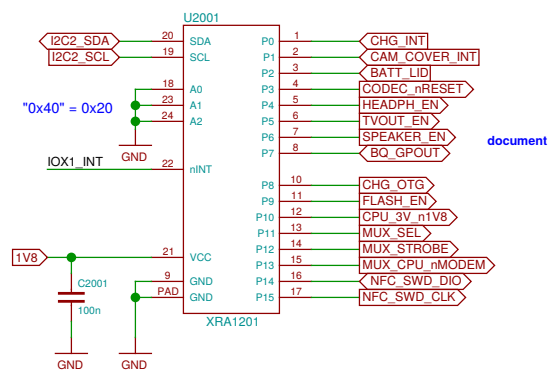 U2001
I2C2_SDA 20 SDA P0 1 CHG_INT
I2C2_SCL 19 SCL P1 2 CAM_COVER_INT
P2 3 BATT_LID
18 A0 P3 4 CODEC_nRESET
"0x40" = 0x20 23 A1 P4 5 HEADPH_EN
24 A2 P5 6 TVOUT_EN
P6 7 SPEAKER_EN
document
GND P7 8 BQ_GPOUT
IOX1_INT 22 nINT
P8 10 CHG_OTG
P9 11 FLASH_EN
P10 12 CPU_3V_n1V8
P11 13 MUX_SEL
1V8 21 VCC P12 14 MUX_STROBE
P13 15 MUX_CPU_nMODEM
C2001 9 GND P14 16 NFC_SWD_DIO
100n PAD GND P15 17 NFC_SWD_CLK
XRA1201
GND GND